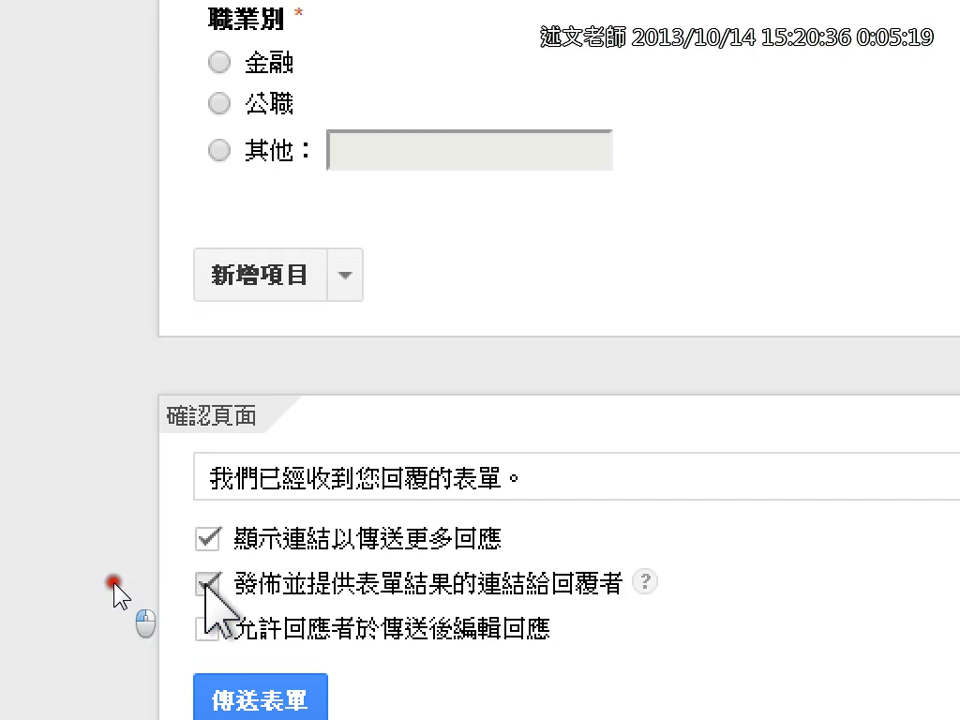 職業別 *
述文老師 2013/10/14 15:20:36 0:05:19
金融
公職
其他：
新增項目
確認頁面
我們已經收到您回覆的表單。
顯示連結以傳送更多回應
發佈並提供表單結果的連結給回覆者 ?
允許回應者於傳送後編輯回應
傳送表單